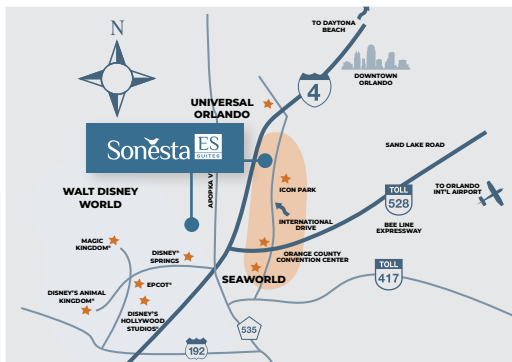 N
TO DAYTONA
BEACH
DOWNTOWN
ORLANDO
4
UNIVERSAL
ORLANDO
Sonesta ES
SUITES
SAND LAKE ROAD
APOPKA V
WALT DISNEY
WORLD
ICON PARK
TO ORLANDO
INT'L AIRPORT
TOLL
528
INTERNATIONAL
DRIVE
BEE LINE
EXPRESSWAY
MAGIC
KINGDOM®
DISNEY®
SPRINGS
ORANGE COUNTY
CONVENTION CENTER
SEAWORLD
TOLL
417
EPCOT®
DISNEY'S ANIMAL
KINGDOM®
DISNEY'S
HOLLYWOOD
STUDIOS®
535
192